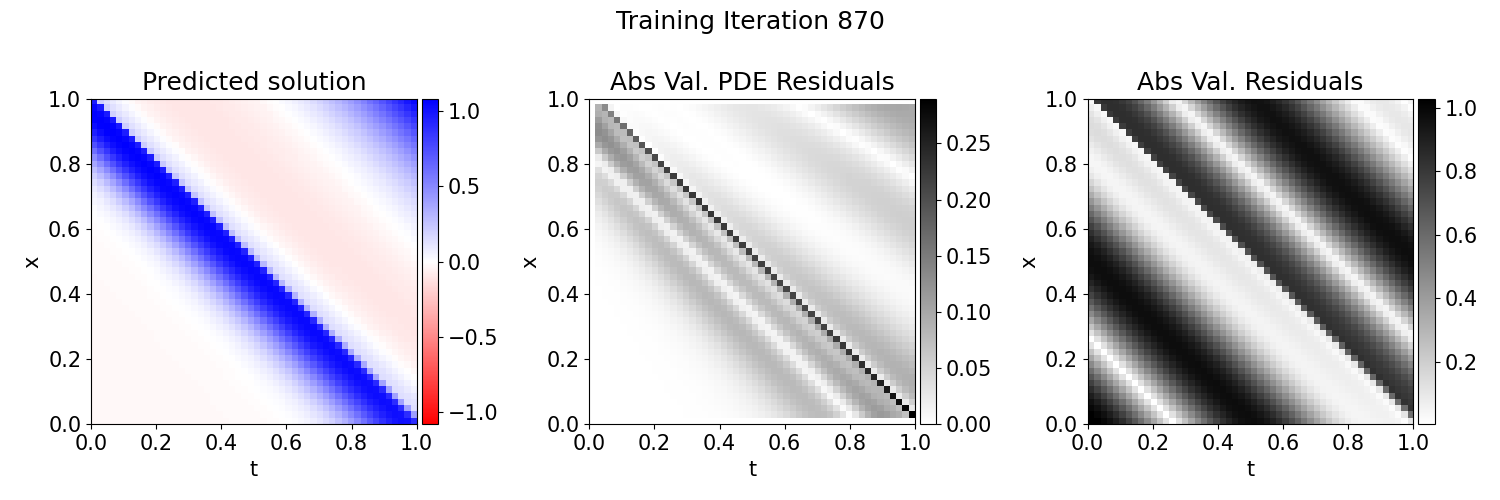 Training Iteration 870
Predicted solution
1.0
0.8
0.6
0.4
0.2
0.0
x
0.0 0.2 0.4 0.6 0.8 1.0
t
1.0
0.5
0.0
−0.5
−1.0
Abs Val. PDE Residuals
1.0
0.8
0.6
0.4
0.2
0.0
x
0.0 0.2 0.4 0.6 0.8 1.0
t
0.25
0.20
0.15
0.10
0.05
0.00
Abs Val. Residuals
1.0
0.8
0.6
0.4
0.2
0.0
x
0.0 0.2 0.4 0.6 0.8 1.0
t
1.0
0.8
0.6
0.4
0.2